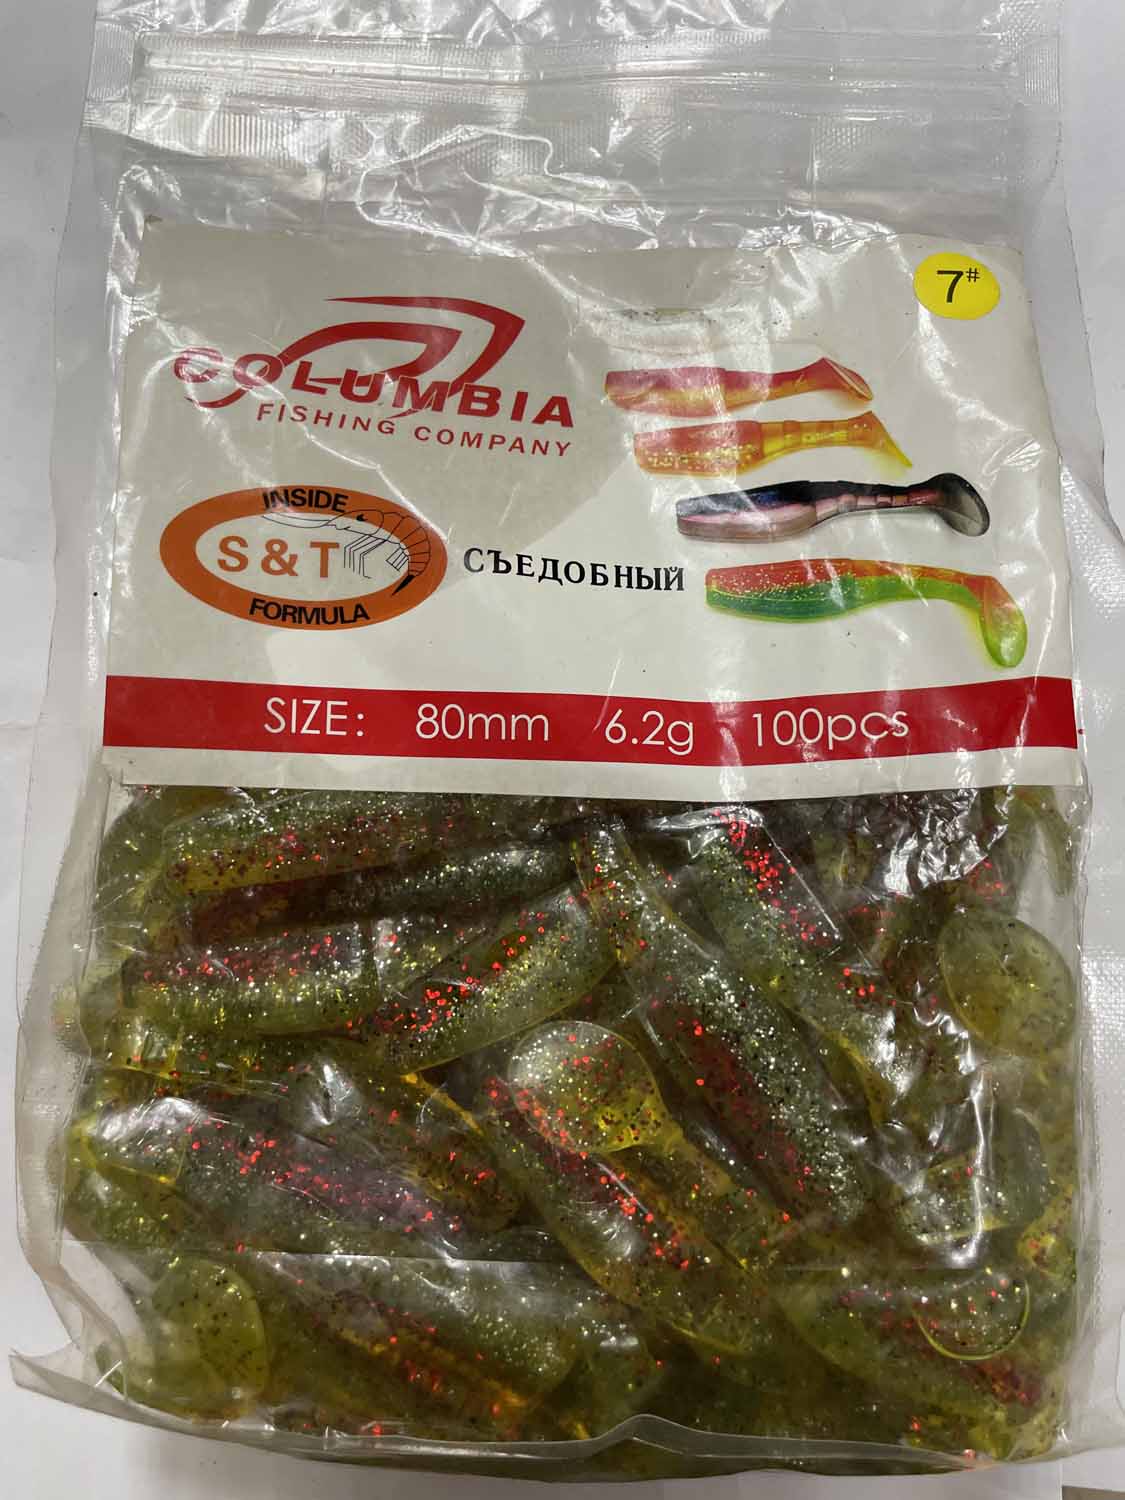 7#
COLUMBIA
FISHING COMPANY
INSIDE
S & T
FORMULA
СЪЕДОБНЫЙ
SIZE: 80mm 6.2g 100pcs